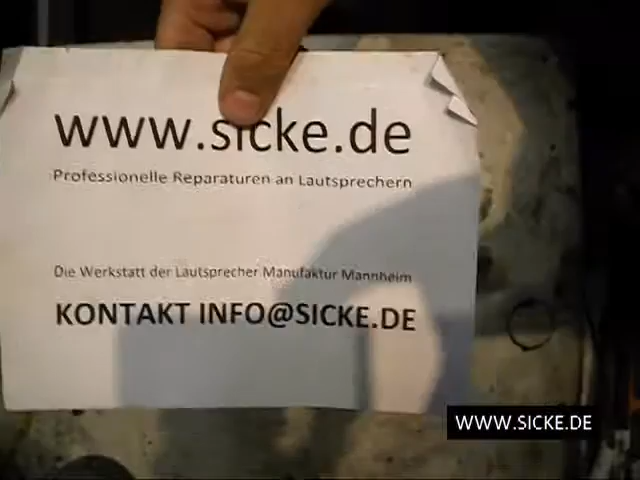 www.sicke.de
Professionelle Reparaturen an Lautsprechern
Die Werkstatt der Lautsprecher Manufaktur Mannheim
KONTAKT INFO@SICKE.DE
WWW.SICKE.DE